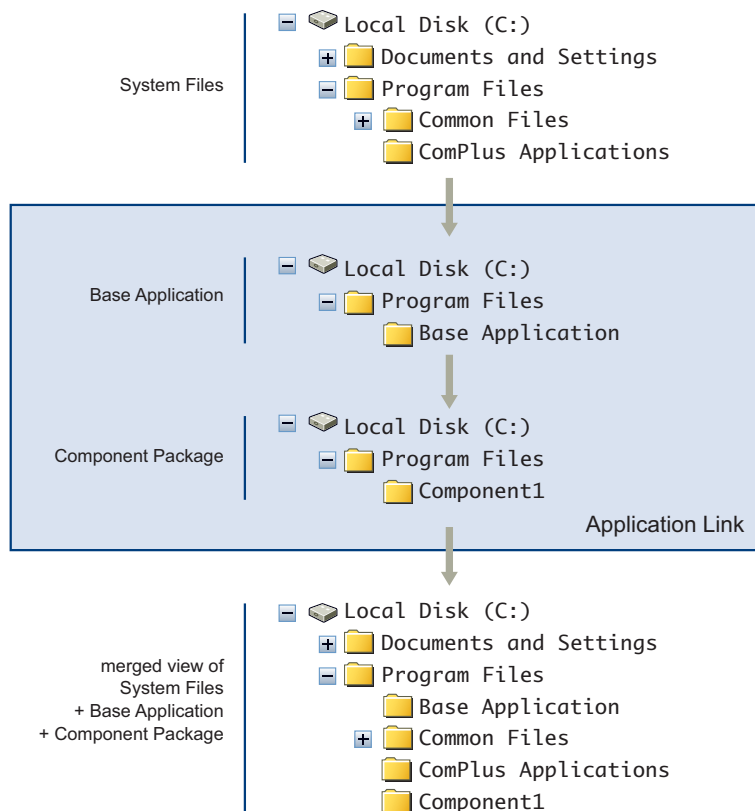 Local Disk (C:)
Documents and Settings
System Files
Program Files
Common Files
ComPlus Applications
Local Disk (C:)
Base Application
Program Files
Base Application
Local Disk (C:)
Component Package
Program Files
Component1
Application Link
Local Disk (C:)
Documents and Settings
merged view of
System Files
+ Base Application
+ Component Package
Program Files
Base Application
Common Files
ComPlus Applications
Component1